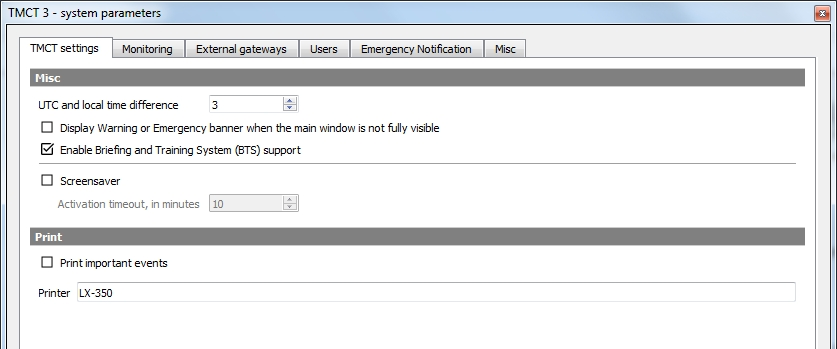 TMCT 3 - system parameters
TMCT settings Monitoring External gateways Users Emergency Notification Misc
Misc
UTC and local time difference 3
Display Warning or Emergency banner when the main window is not fully visible
Enable Briefing and Training System (BTS) support
Screensaver
Activation timeout, in minutes 10
Print
Print important events
Printer LX-350